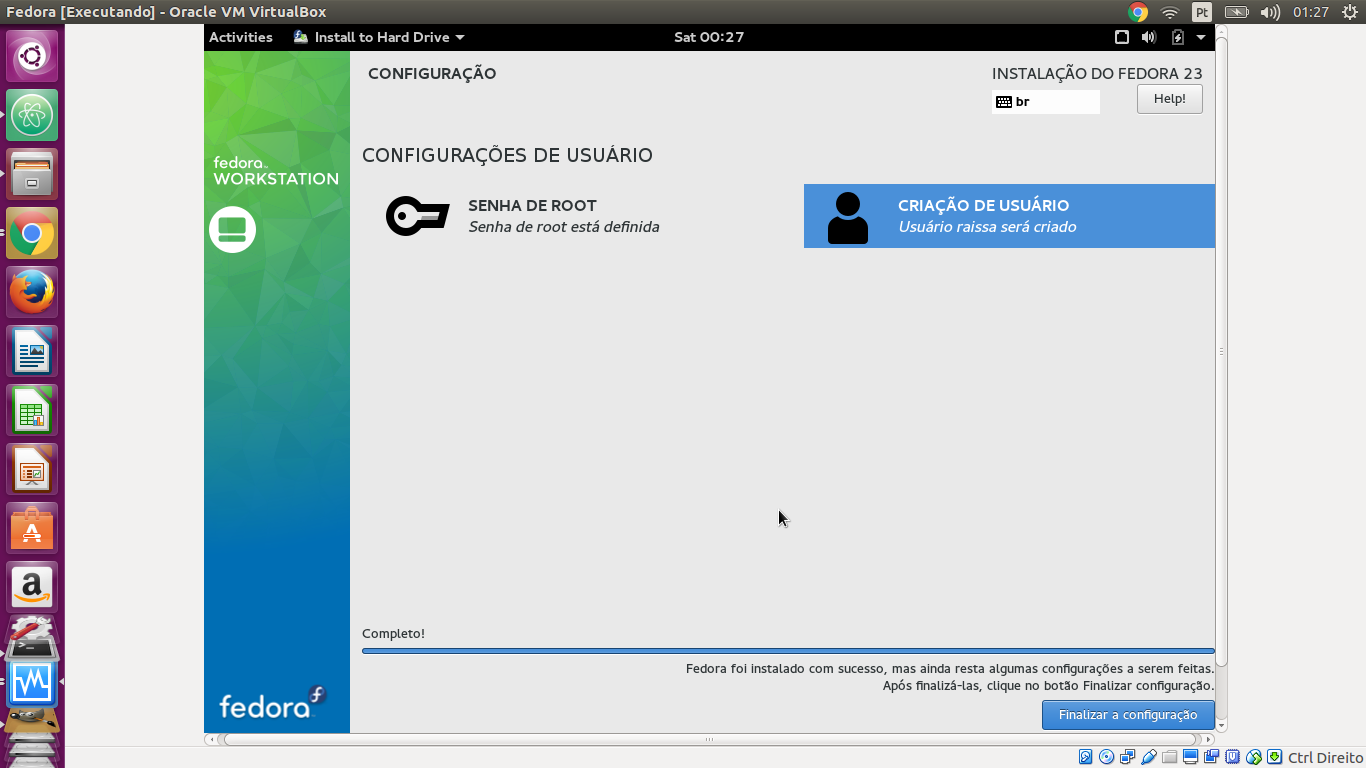 Fedora [Executando] - Oracle VM VirtualBox
Pt
01:27
Activities
Install to Hard Drive
Sat 00:27
CONFIGURAÇÃO
INSTALAÇÃO DO FEDORA 23
br
Help!
fedora
WORKSTATION
CONFIGURAÇÕES DE USUÁRIO
SENHA DE ROOT
Senha de root está definida
CRIAÇÃO DE USUÁRIO
Usuário raissa será criado
Completo!
Fedora foi instalado com sucesso, mas ainda resta algumas configurações a serem feitas.
Após finalizá-las, clique no botão Finalizar configuração.
fedora
Finalizar a configuração
Ctrl Direito